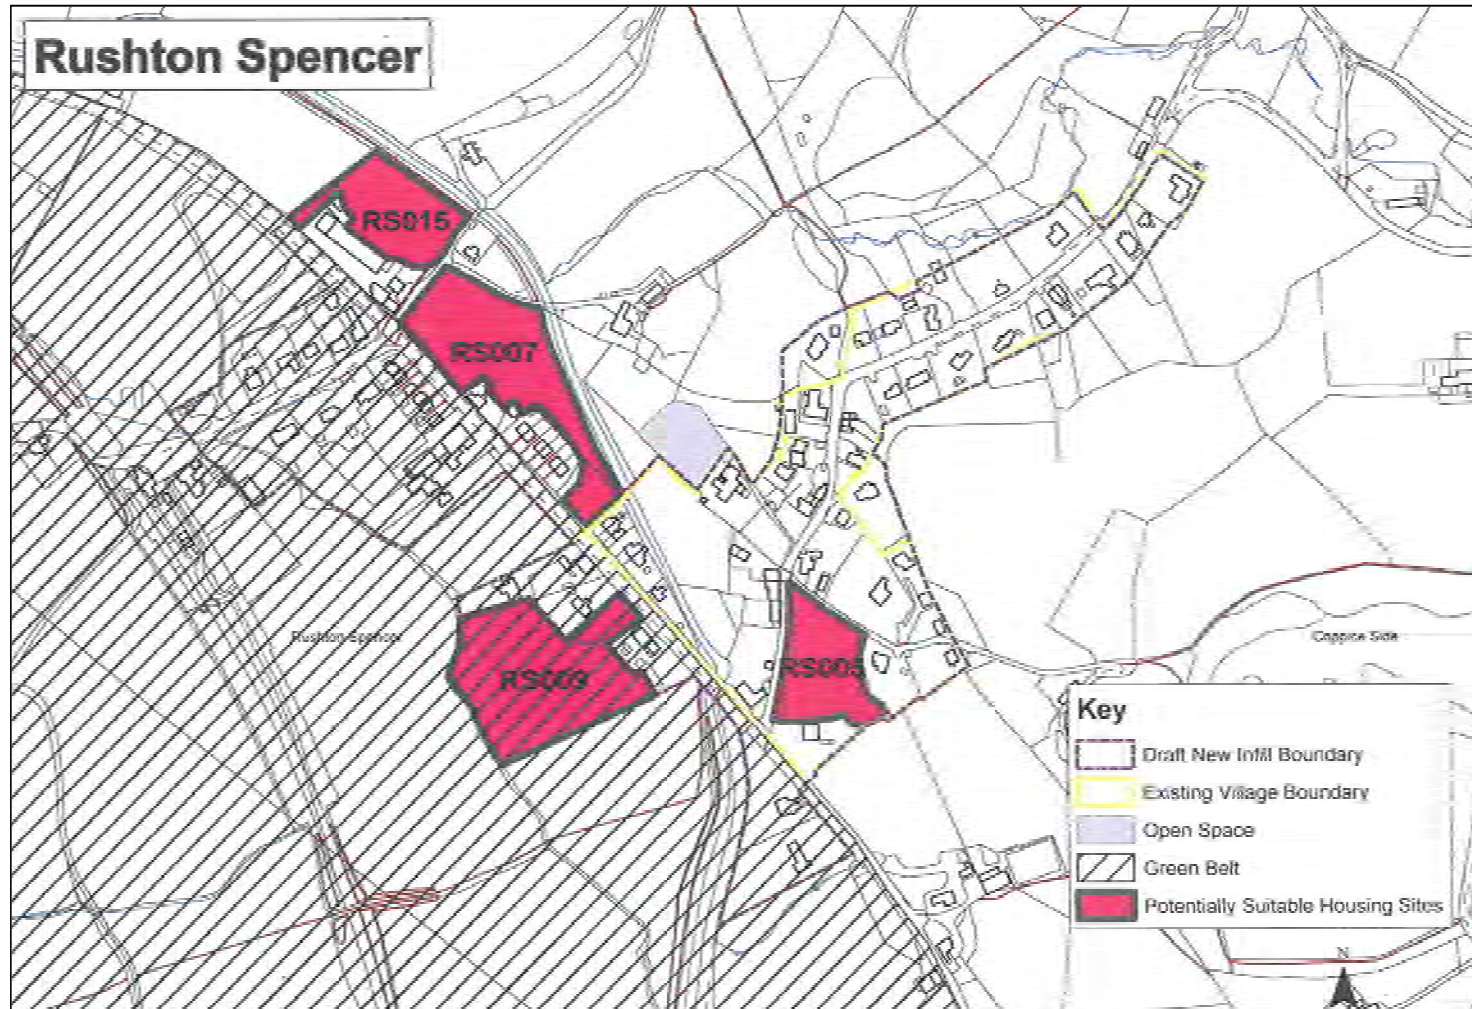 Rushton Spencer
RS015
RS007
RS009
RS005
Rushton Spencer
Coppice Side
Key
Draft New Infill Boundary
Existing Village Boundary
Open Space
Green Belt
Potentially Suitable Housing Sites
N